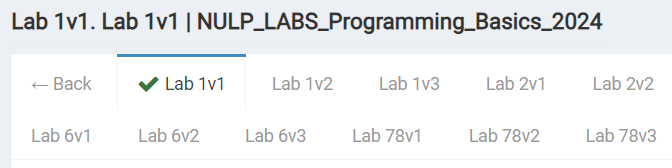 Lab 1v1. Lab 1v1 | NULP_LABS_Programming_Basics_2024
← Back Lab 1v1 Lab 1v2 Lab 1v3 Lab 2v1 Lab 2v2
Lab 6v1 Lab 6v2 Lab 6v3 Lab 78v1 Lab 78v2 Lab 78v3